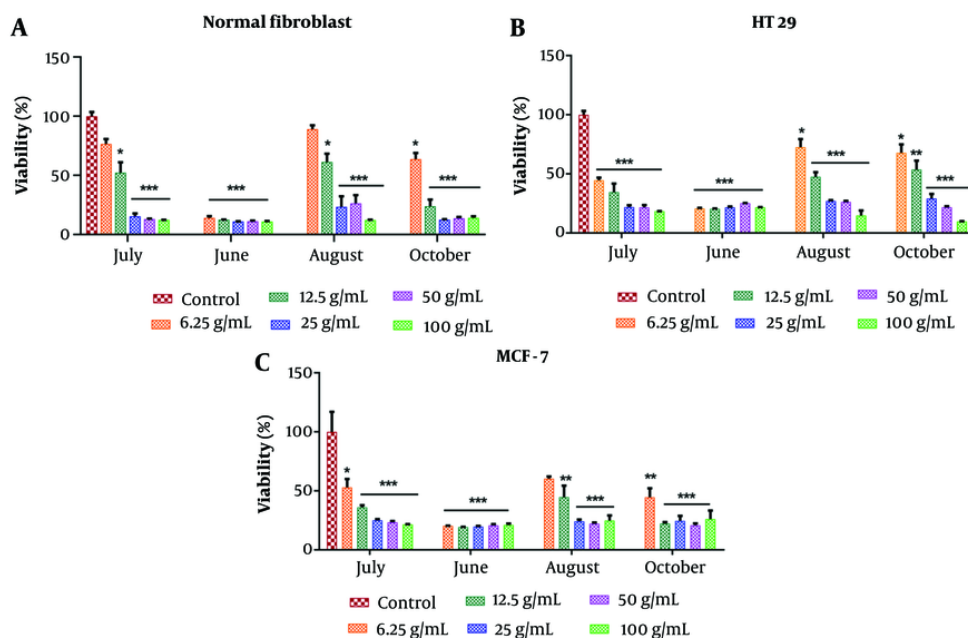 A
Normal fibroblast
150
100
50
0
Viability (%)
*
***
***
*
***
*
***
July June August October
Control 12.5 g/mL 50 g/mL
6.25 g/mL 25 g/mL 100 g/mL
B
HT 29
150
100
50
0
Viability (%)
***
***
*
***
*
**
***
July June August October
Control 12.5 g/mL 50 g/mL
6.25 g/mL 25 g/mL 100 g/mL
C
MCF - 7
150
100
50
0
Viability (%)
*
***
***
**
***
**
***
July June August October
Control 12.5 g/mL 50 g/mL
6.25 g/mL 25 g/mL 100 g/mL